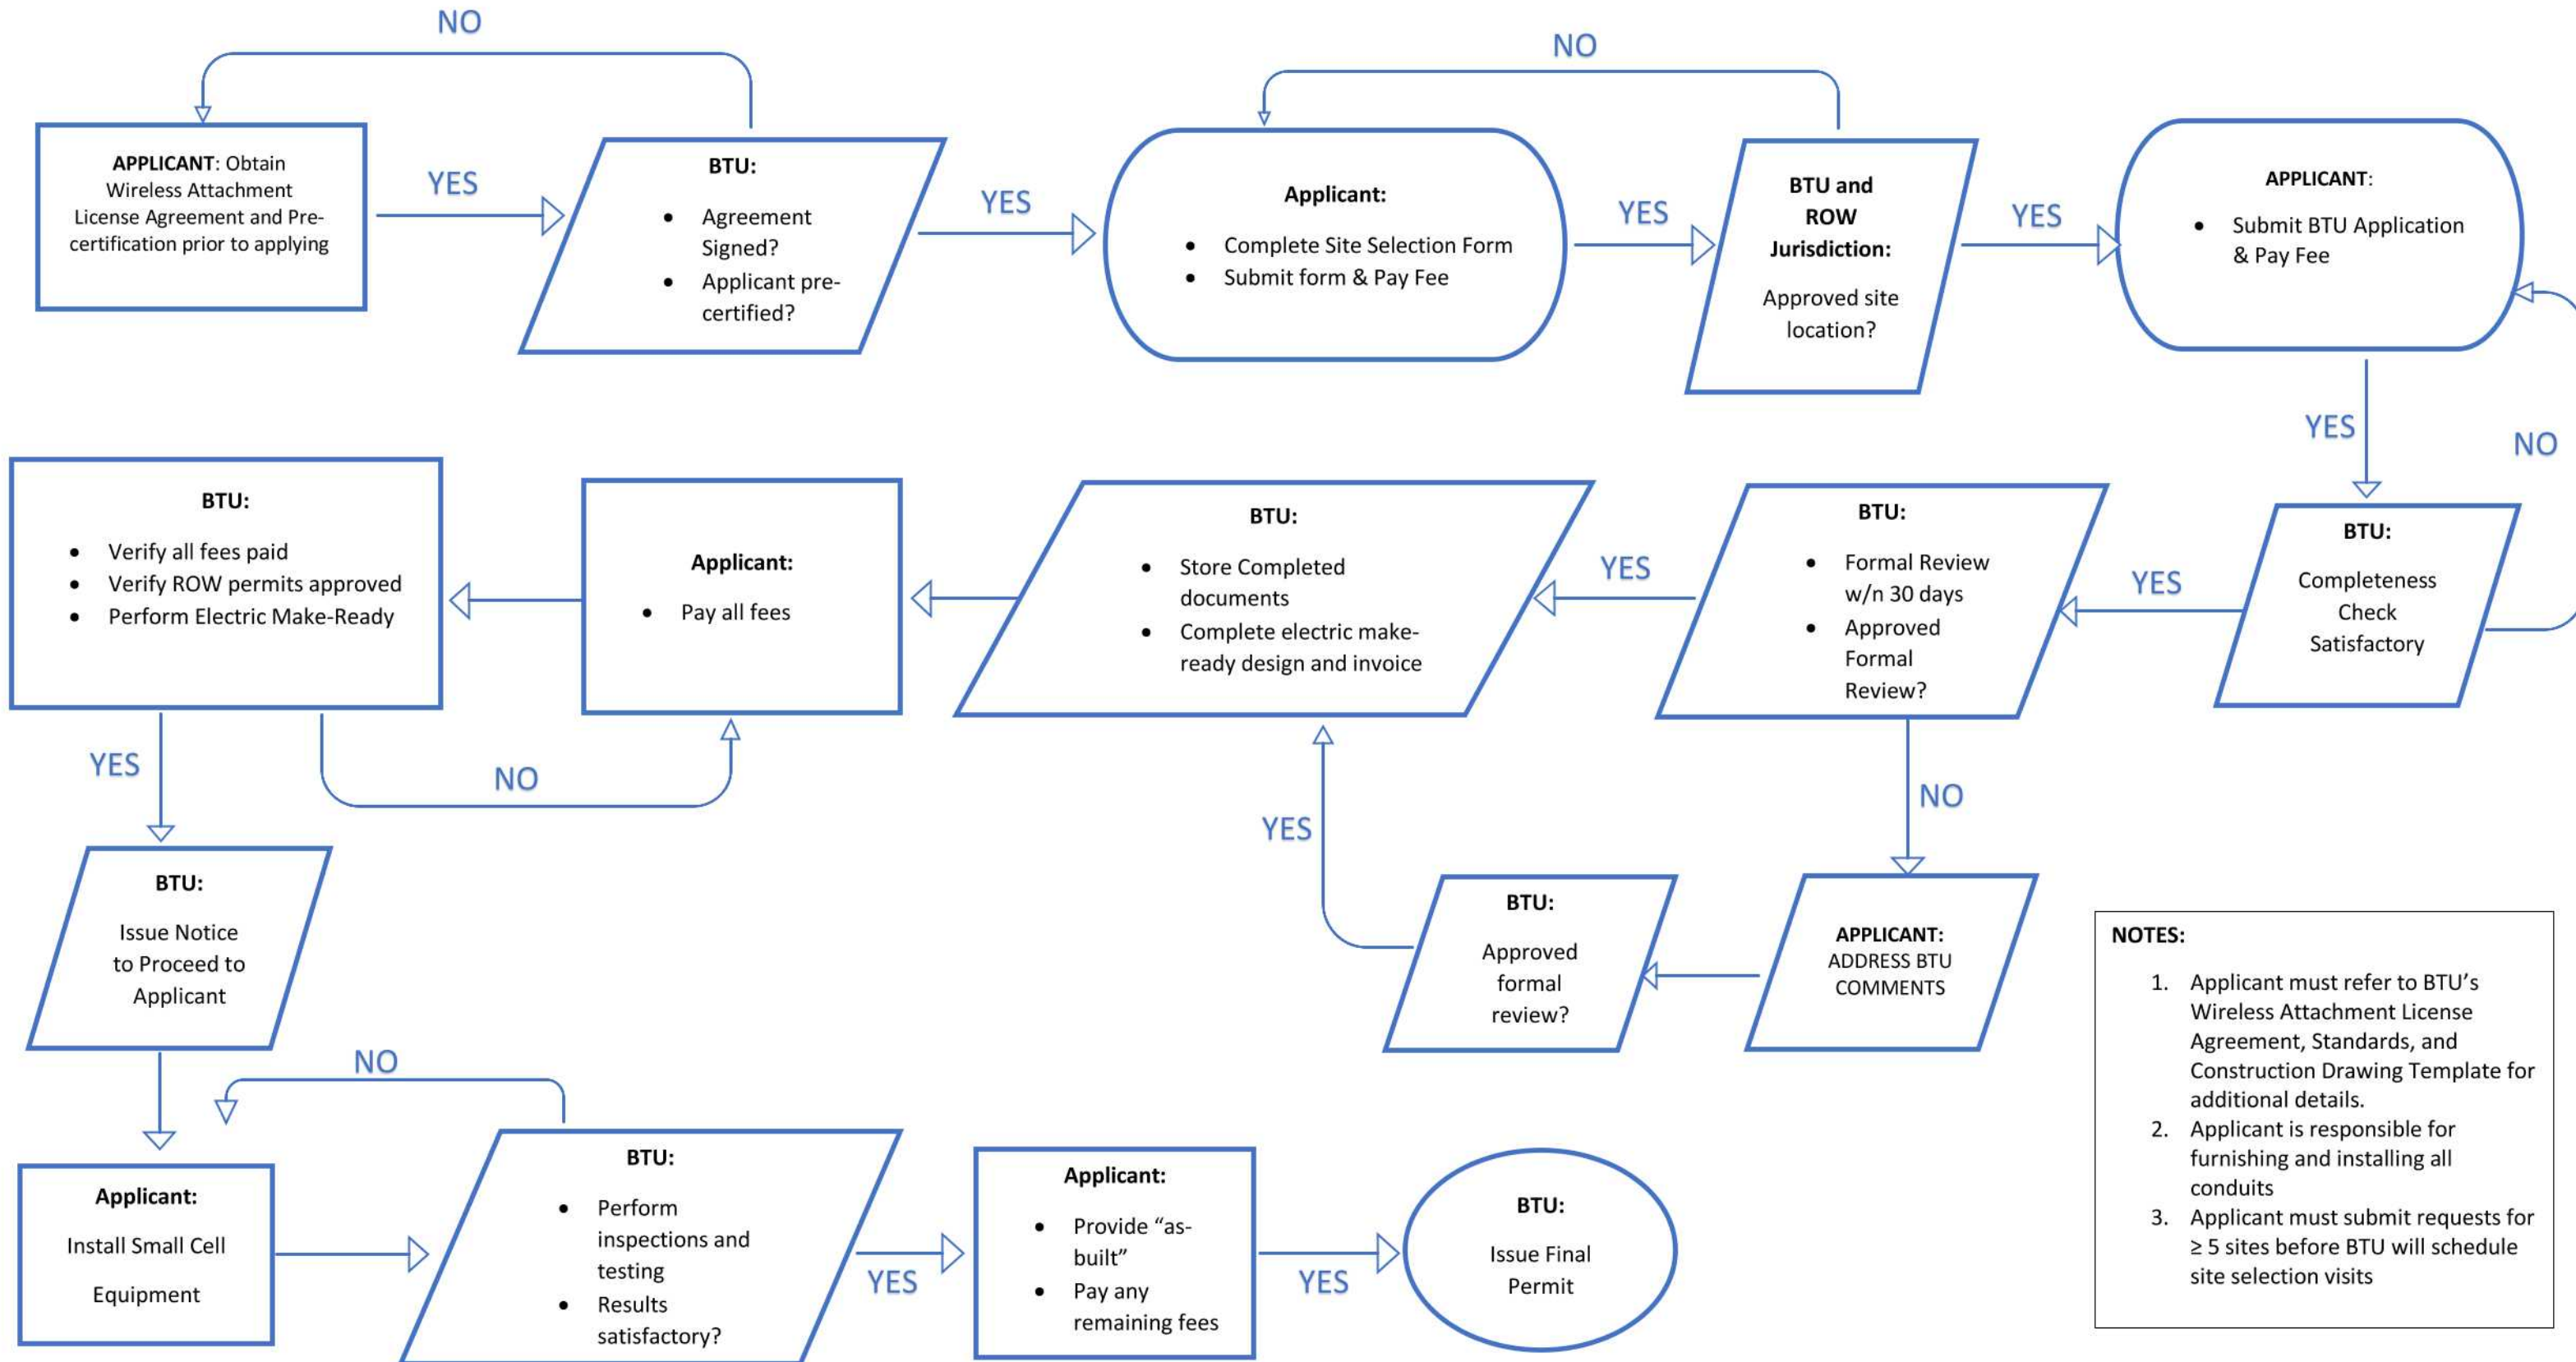 NO
NO
APPLICANT: Obtain
Wireless Attachment
License Agreement and Pre-
certification prior to applying
YES
BTU:
• Agreement
Signed?
• Applicant pre-
certified?
YES
Applicant:
• Complete Site Selection Form
• Submit form & Pay Fee
YES
BTU and
ROW
Jurisdiction:
Approved site
location?
YES
APPLICANT:
• Submit BTU Application
& Pay Fee
YES
NO
BTU:
Completeness
Check
Satisfactory
YES
BTU:
• Formal Review
w/n 30 days
• Approved
Formal
Review?
YES
BTU:
• Store Completed
documents
• Complete electric make-
ready design and invoice
Applicant:
• Pay all fees
BTU:
• Verify all fees paid
• Verify ROW permits approved
• Perform Electric Make-Ready
YES
NO
NO
APPLICANT:
ADDRESS BTU
COMMENTS
BTU:
Approved
formal
review?
YES
BTU:
Issue Notice
to Proceed to
Applicant
NO
Applicant:
Install Small Cell
Equipment
BTU:
• Perform
inspections and
testing
• Results
satisfactory?
YES
Applicant:
• Provide “as-
built”
• Pay any
remaining fees
YES
BTU:
Issue Final
Permit
NOTES:
1. Applicant must refer to BTU’s
Wireless Attachment License
Agreement, Standards, and
Construction Drawing Template for
additional details.
2. Applicant is responsible for
furnishing and installing all
conduits
3. Applicant must submit requests for
≥ 5 sites before BTU will schedule
site selection visits